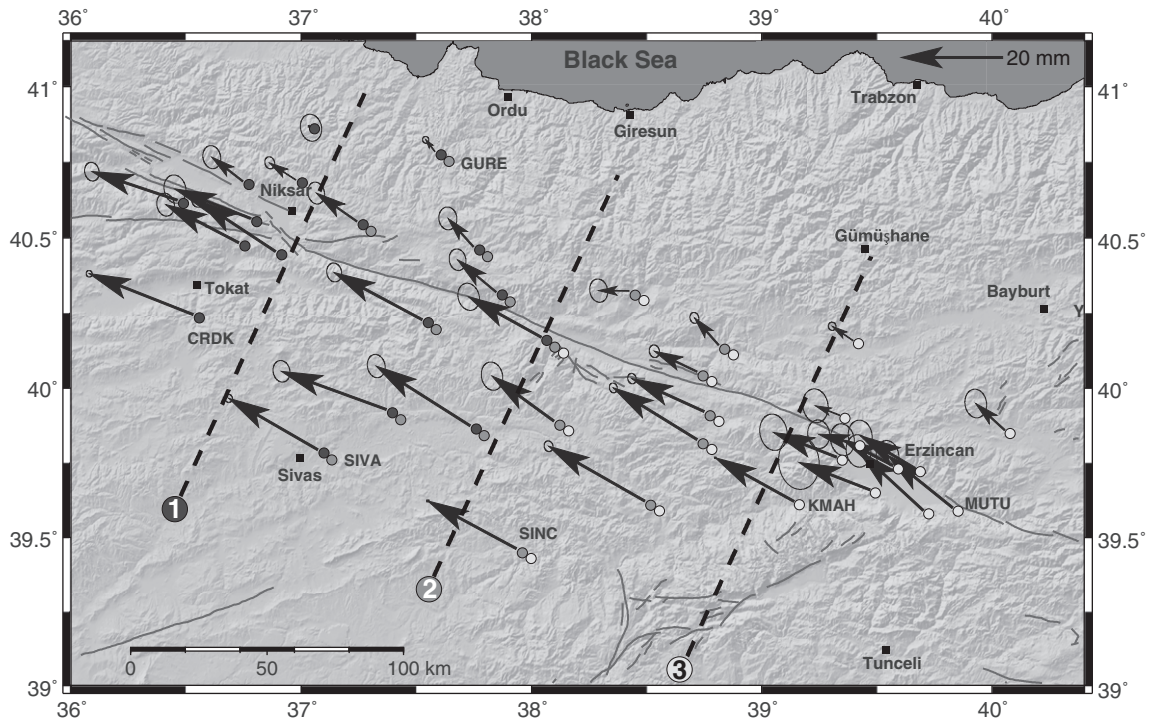 36° 37° 38° 39° 40°
Black Sea
20 mm
41° 41°
Trabzon
Ordu
Giresun
GURE
Niksar
40.5° 40.5°
Gümüşhane
Tokat
Bayburt
Y
CRDK
40° 40°
Erzincan
SIVA
Sivas
KMAH
MUTU
1
SINC
39.5° 39.5°
2
3
Tunceli
0 50 100 km
39° 39°
36° 37° 38° 39° 40°